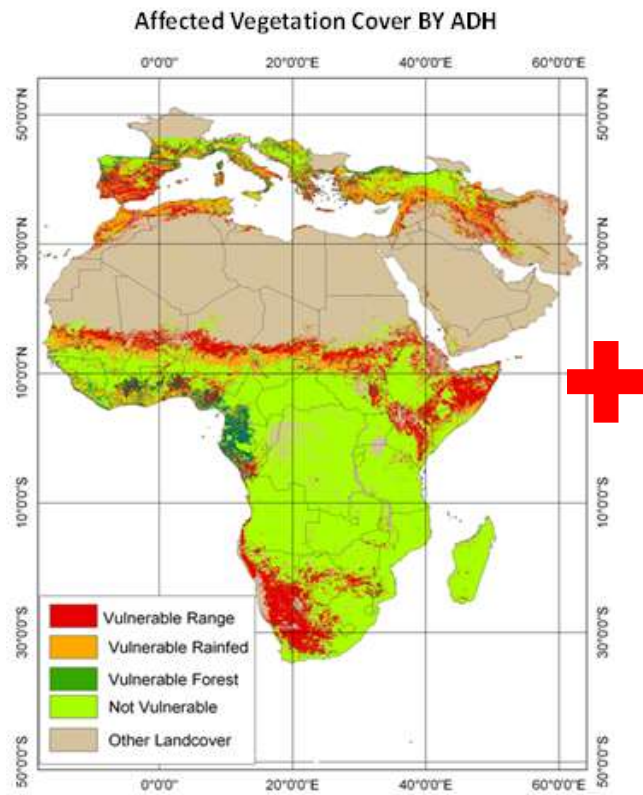 Affected Vegetation Cover BY ADH
0°0'0" 20°0'0"E 40°0'0"E 60°0'0"E
50°0'0"N 50°0'0"N
30°0'0"N 30°0'0"N
10°0'0"N 10°0'0"N
10°0'0"S 10°0'0"S
30°0'0"S 30°0'0"S
50°0'0"S 50°0'0"S
Vulnerable Range
Vulnerable Rainfed
Vulnerable Forest
Not Vulnerable
Other Landcover
0°0'0" 20°0'0"E 40°0'0"E 60°0'0"E